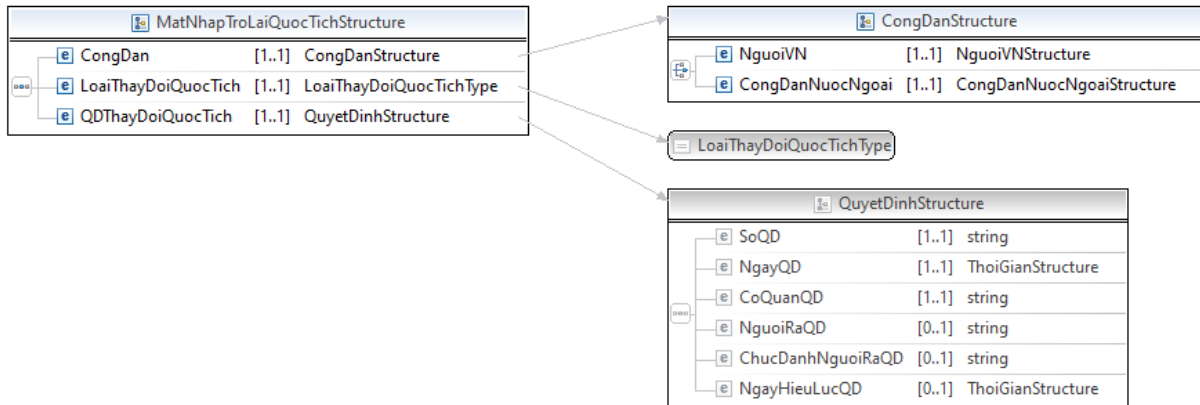 MatNhapTroLaiQuocTichStructure
e CongDan [1..1] CongDanStructure
e LoaiThayDoiQuocTich [1..1] LoaiThayDoiQuocTichType
e QDThayDoiQuocTich [1..1] QuyetDinhStructure
CongDanStructure
e NguoiVN [1..1] NguoiVNStructure
e CongDanNuocNgoai [1..1] CongDanNuocNgoaiStructure
LoaiThayDoiQuocTichType
QuyetDinhStructure
e SoQD [1..1] string
e NgayQD [1..1] ThoiGianStructure
e CoQuanQD [1..1] string
e NguoiRaQD [0..1] string
e ChucDanhNguoiRaQD [0..1] string
e NgayHieuLucQD [0..1] ThoiGianStructure